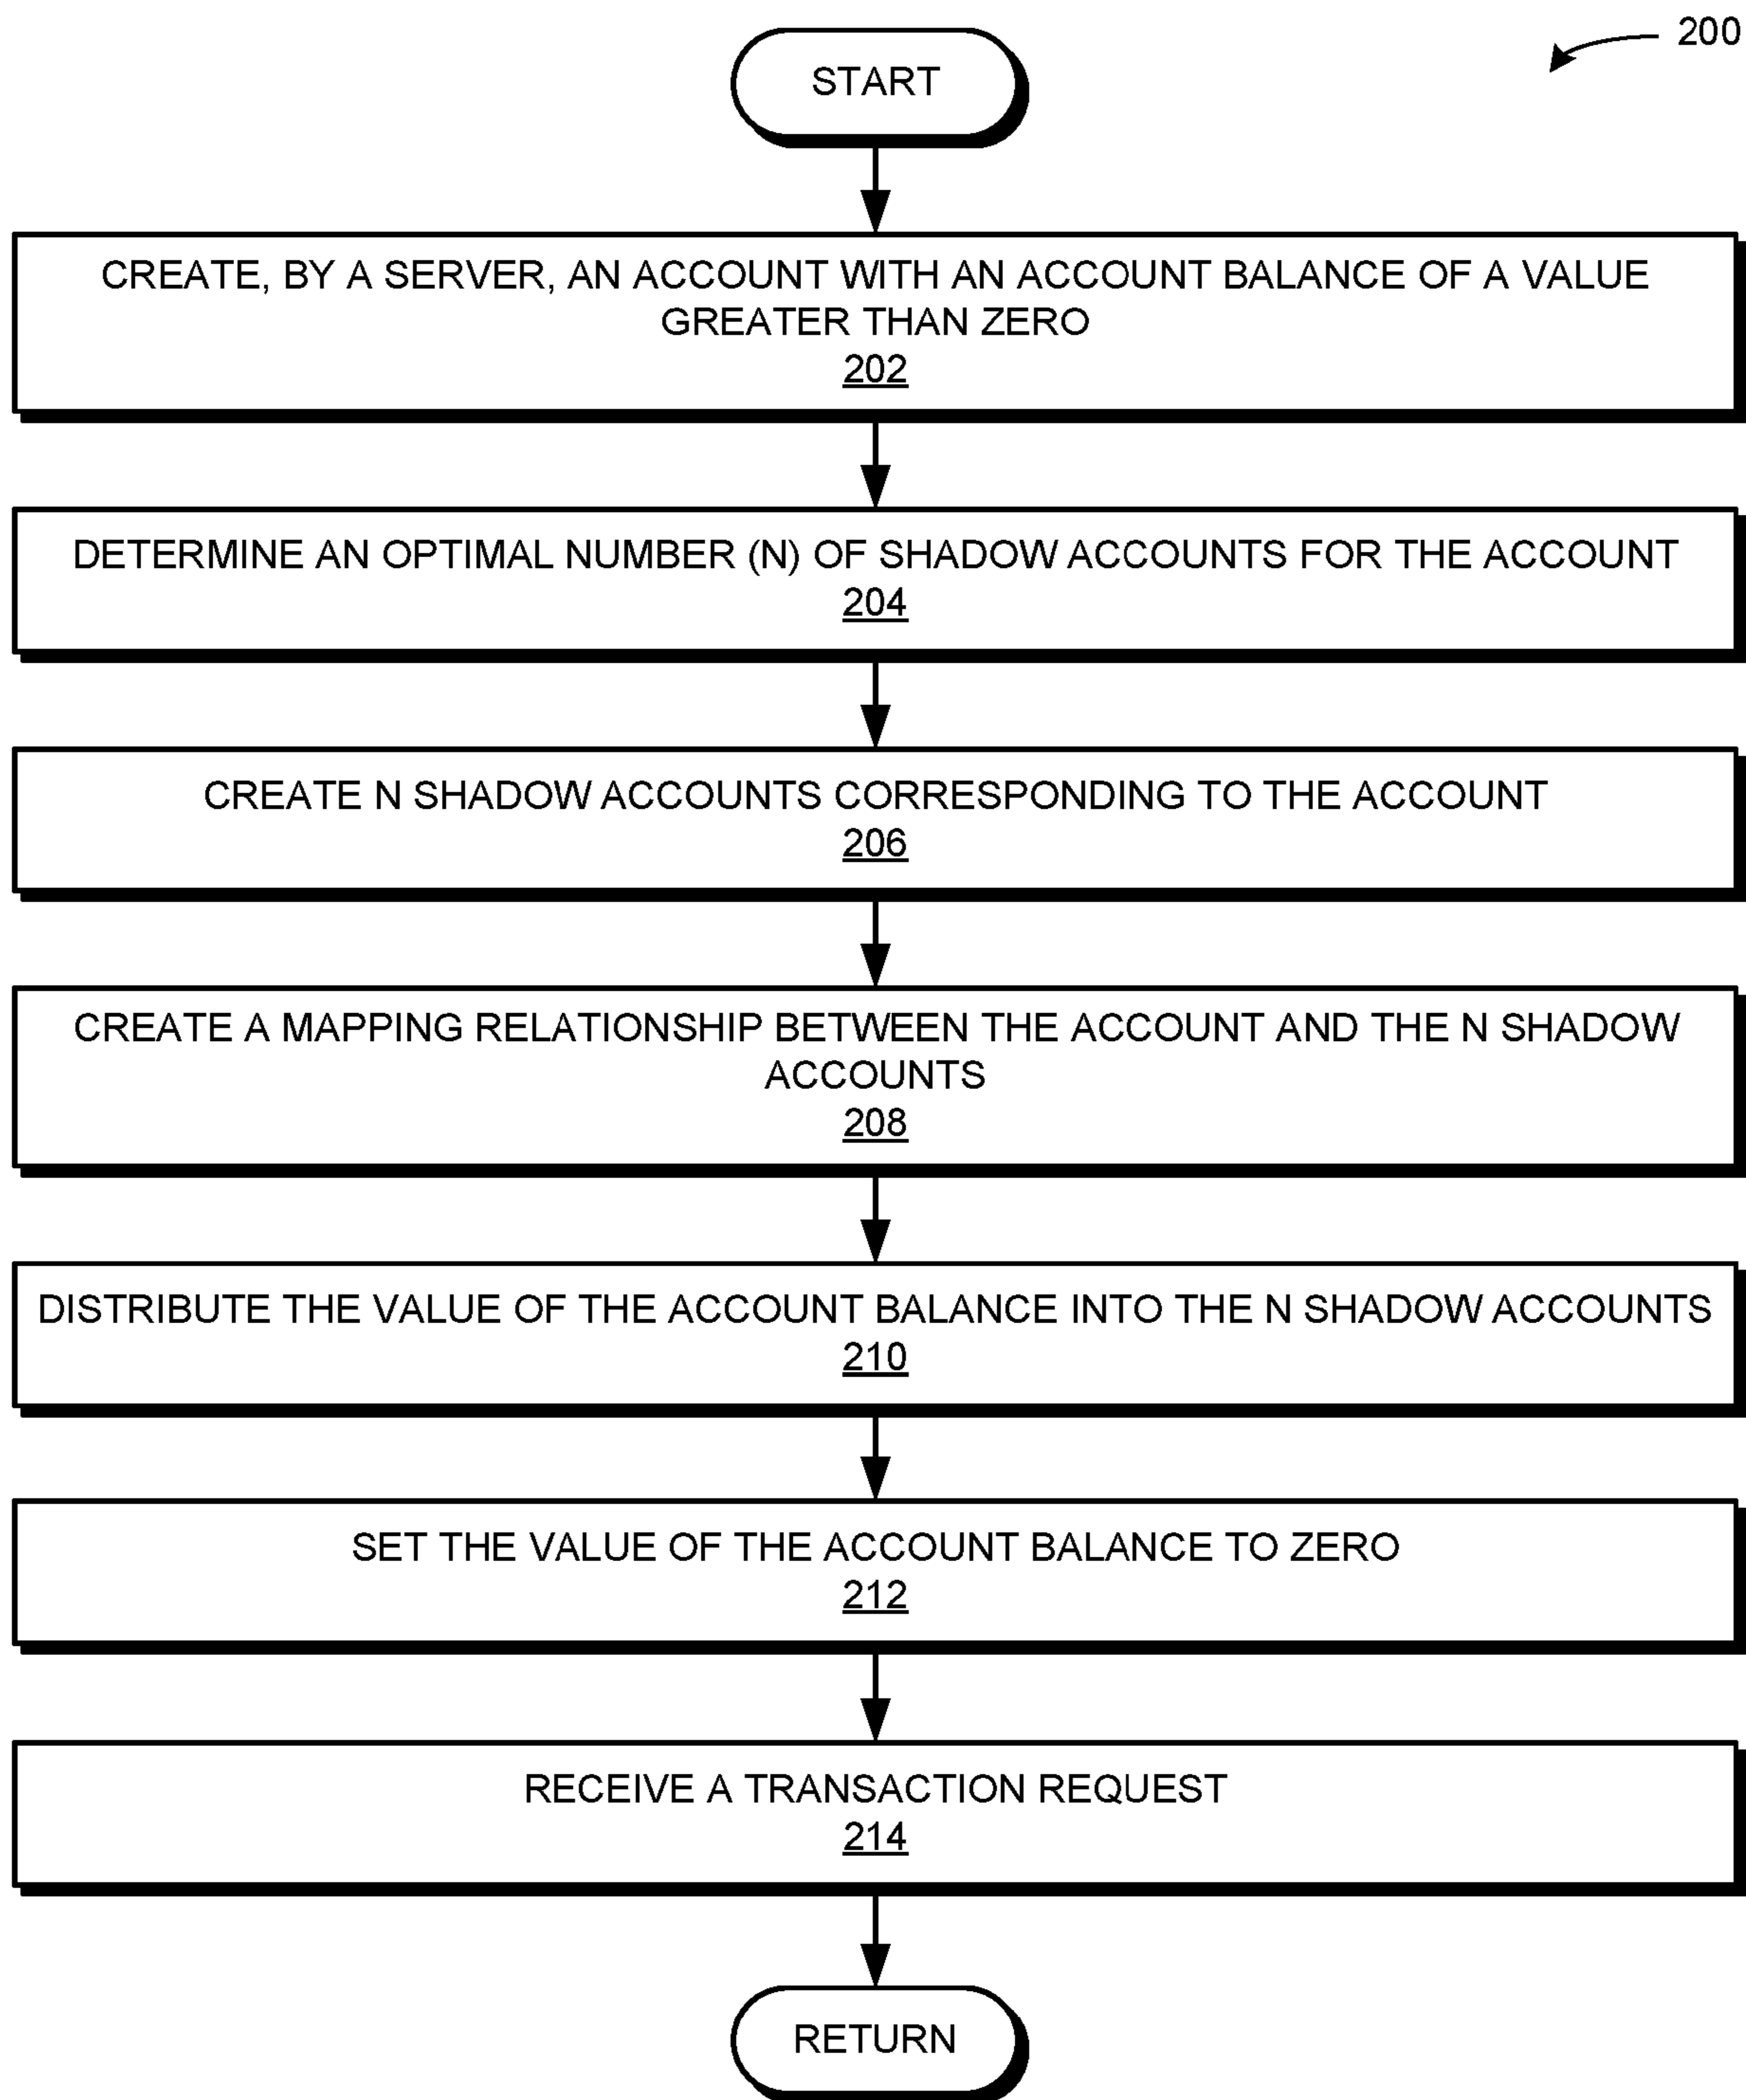 200
START
CREATE, BY A SERVER, AN ACCOUNT WITH AN ACCOUNT BALANCE OF A VALUE
GREATER THAN ZERO
202
DETERMINE AN OPTIMAL NUMBER (N) OF SHADOW ACCOUNTS FOR THE ACCOUNT
204
CREATE N SHADOW ACCOUNTS CORRESPONDING TO THE ACCOUNT
206
CREATE A MAPPING RELATIONSHIP BETWEEN THE ACCOUNT AND THE N SHADOW
ACCOUNTS
208
DISTRIBUTE THE VALUE OF THE ACCOUNT BALANCE INTO THE N SHADOW ACCOUNTS
210
SET THE VALUE OF THE ACCOUNT BALANCE TO ZERO
212
RECEIVE A TRANSACTION REQUEST
214
RETURN